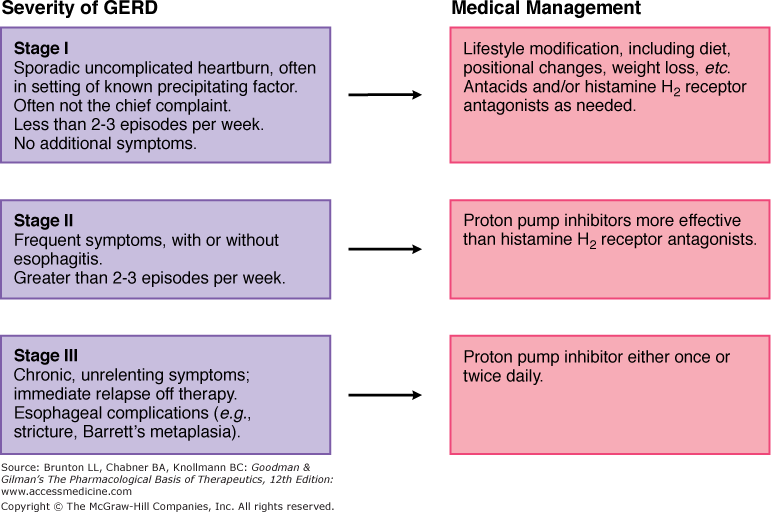 Severity of GERD
Medical Management
Stage I
Sporadic uncomplicated heartburn, often
in setting of known precipitating factor.
Often not the chief complaint.
Less than 2-3 episodes per week.
No additional symptoms.
Lifestyle modification, including diet,
positional changes, weight loss, etc.
Antacids and/or histamine H₂ receptor
antagonists as needed.
Stage II
Frequent symptoms, with or without
esophagitis.
Greater than 2-3 episodes per week.
Proton pump inhibitors more effective
than histamine H₂ receptor antagonists.
Stage III
Chronic, unrelenting symptoms;
immediate relapse off therapy.
Esophageal complications (e.g.,
stricture, Barrett's metaplasia).
Proton pump inhibitor either once or
twice daily.
Source: Brunton LL, Chabner BA, Knollmann BC: Goodman &
Gilman's The Pharmacological Basis of Therapeutics, 12th Edition:
www.accessmedicine.com
Copyright © The McGraw-Hill Companies, Inc. All rights reserved.